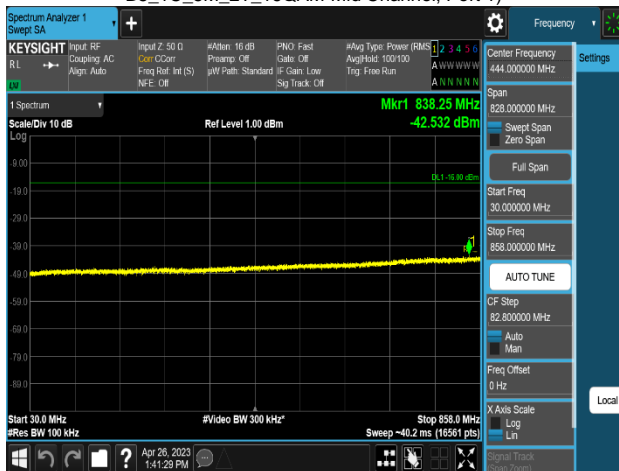 Spectrum Analyzer 1
Swept SA
Frequency
KEYSIGHT Input: RF Input Z: 50 Ω #Atten: 16 dB PNO: Fast #Avg Type: Power (RMS 1 2 3 4 5 6
RL Coupling: AC Corr CCorr Preamp: Off Gate: Off Avg|Hold: 100/100 A W W W W W
Align: Auto Freq Ref: Int (S) µW Path: Standard IF Gain: Low Trig: Free Run A N N N N N
NFE: Off Sig Track: Off
1 Spectrum
Mkr1 838.25 MHz
Scale/Div 10 dB Ref Level 1.00 dBm -42.532 dBm
Log
-9.00
DL1 -16.00 dBm
-19.0
-29.0
-39.0
-49.0
-59.0
-69.0
-79.0
-89.0
Start 30.0 MHz #Video BW 300 kHz* Stop 858.0 MHz
#Res BW 100 kHz Sweep ~40.2 ms (16561 pts)
Apr 26, 2023
1:41:29 PM
Center Frequency
444.000000 MHz
Settings
Span
828.000000 MHz
Swept Span
Zero Span
Full Span
Start Freq
30.000000 MHz
Stop Freq
858.000000 MHz
AUTO TUNE
CF Step
82.800000 MHz
Auto
Man
Freq Offset
0 Hz
Local
X Axis Scale
Log
Lin
Signal Track
(Span Zoom)